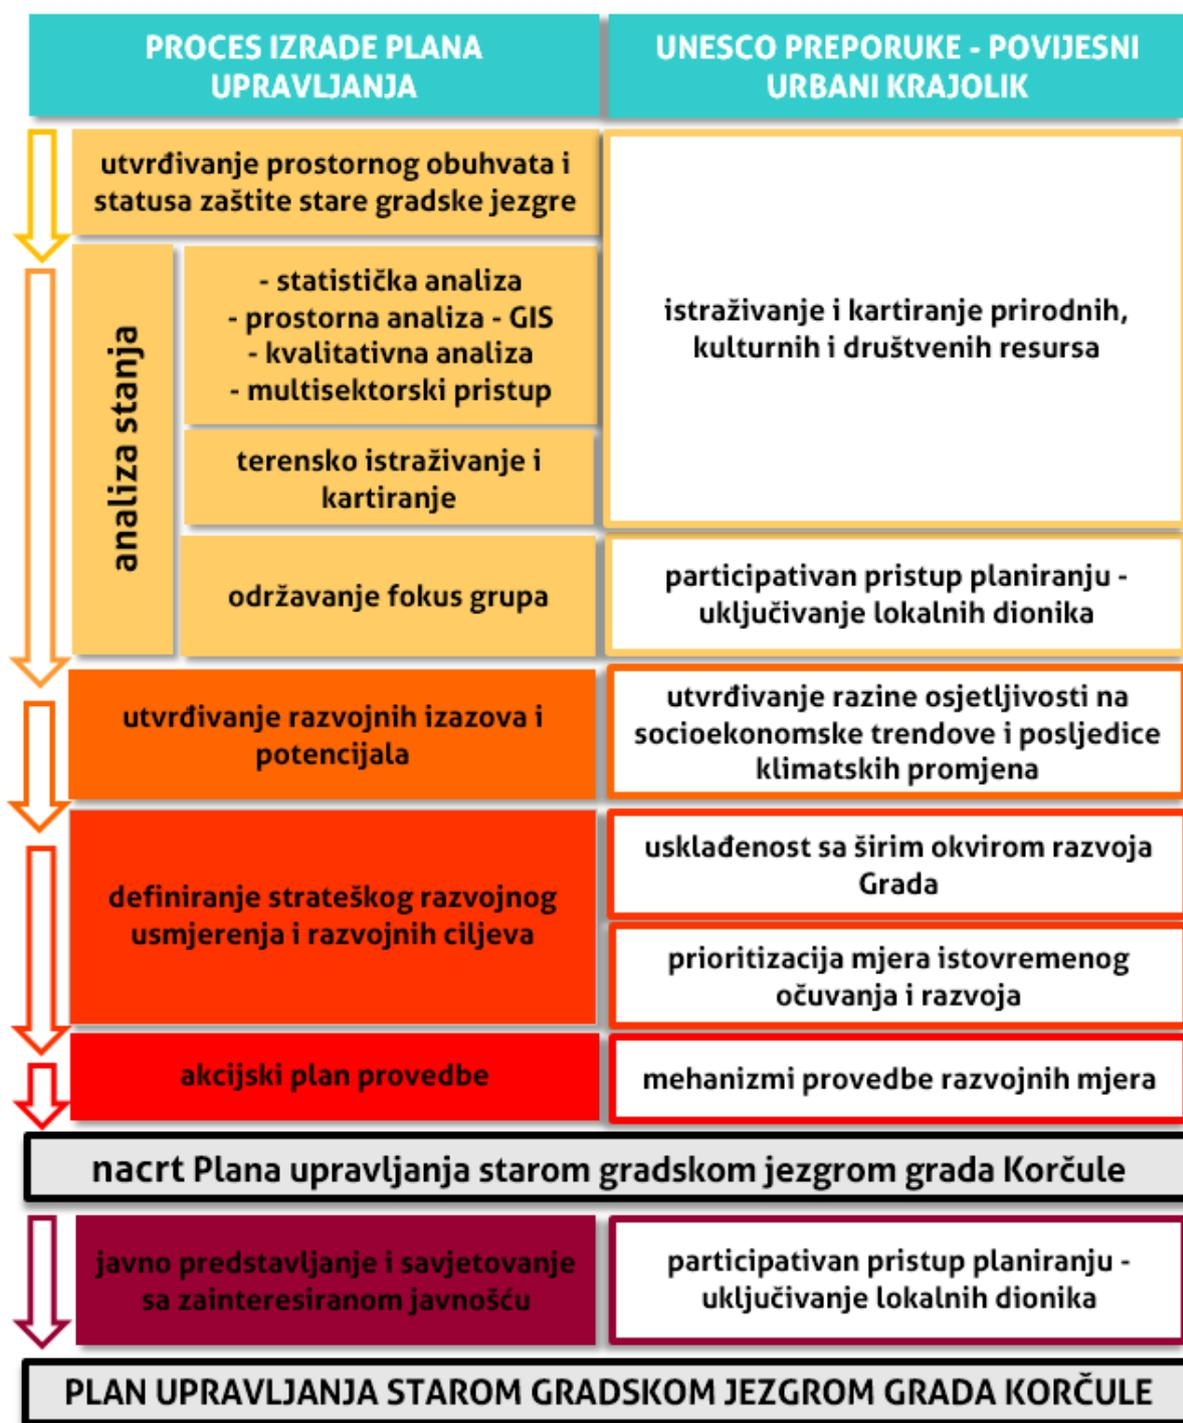 PROCES IZRADE PLANA
UPRAVLJANJA
UNESCO PREPORUKE - POVIJESNI
URBANI KRAJOLIK
utvrđivanje prostornog obuhvata i
statusa zaštite stare gradske jezgre
analiza stanja
- statistička analiza
- prostorna analiza - GIS
- kvalitativna analiza
- multisektorski pristup
terensko istraživanje i
kartiranje
istraživanje i kartiranje prirodnih,
kulturnih i društvenih resursa
održavanje fokus grupa
participativan pristup planiranju -
uključivanje lokalnih dionika
utvrđivanje razvojnih izazova i
potencijala
utvrđivanje razine osjetljivosti na
socioekonomske trendove i posljedice
klimatskih promjena
definiranje strateškog razvojnog
usmjerenja i razvojnih ciljeva
usklađenost sa širim okvirom razvoja
Grada
prioritizacija mjera istovremenog
očuvanja i razvoja
akcijski plan provedbe
mehanizmi provedbe razvojnih mjera
nacrt Plana upravljanja starom gradskom jezgrom grada Korčule
javno predstavljanje i savjetovanje
sa zainteresiranom javnošću
participativan pristup planiranju -
uključivanje lokalnih dionika
PLAN UPRAVLJANJA STAROM GRADSKOM JEZGROM GRADA KORČULE